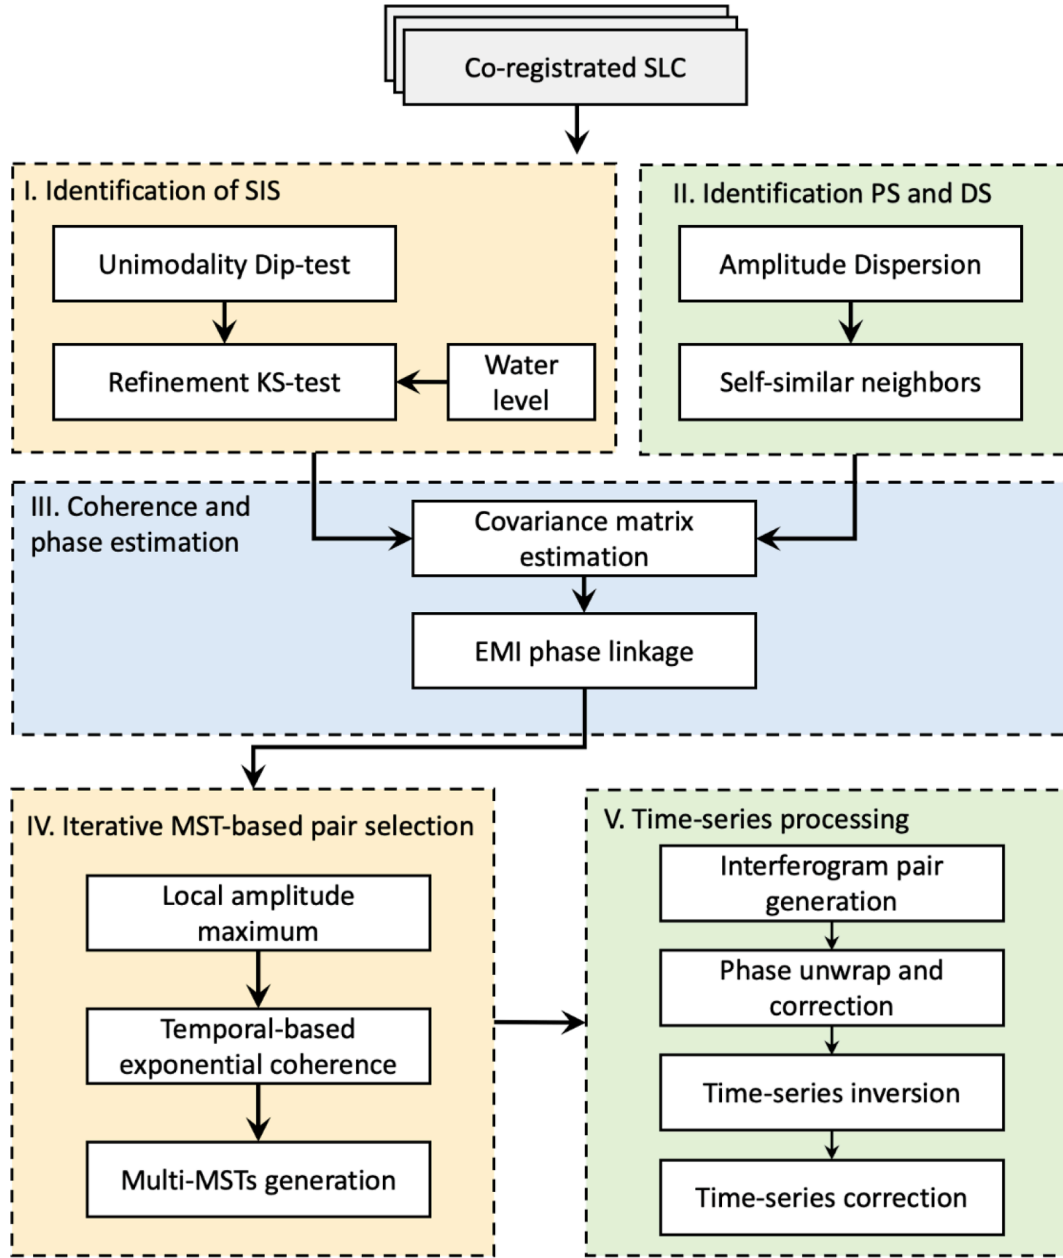 Co-registrated SLC
I. Identification of SIS
Unimodality Dip-test
Refinement KS-test
Water
level
II. Identification PS and DS
Amplitude Dispersion
Self-similar neighbors
III. Coherence and
phase estimation
Covariance matrix
estimation
EMI phase linkage
IV. Iterative MST-based pair selection
Local amplitude
maximum
Temporal-based
exponential coherence
Multi-MSTs generation
V. Time-series processing
Interferogram pair
generation
Phase unwrap and
correction
Time-series inversion
Time-series correction